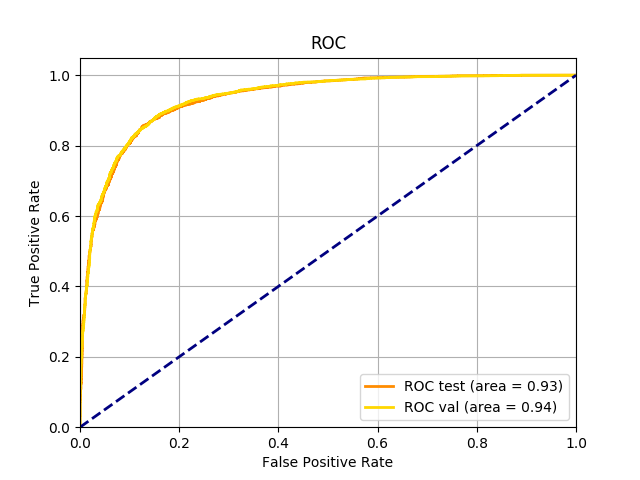 ROC
True Positive Rate
1.0
0.8
0.6
0.4
0.2
0.0
0.0 0.2 0.4 0.6 0.8 1.0
False Positive Rate
ROC test (area = 0.93)
ROC val (area = 0.94)